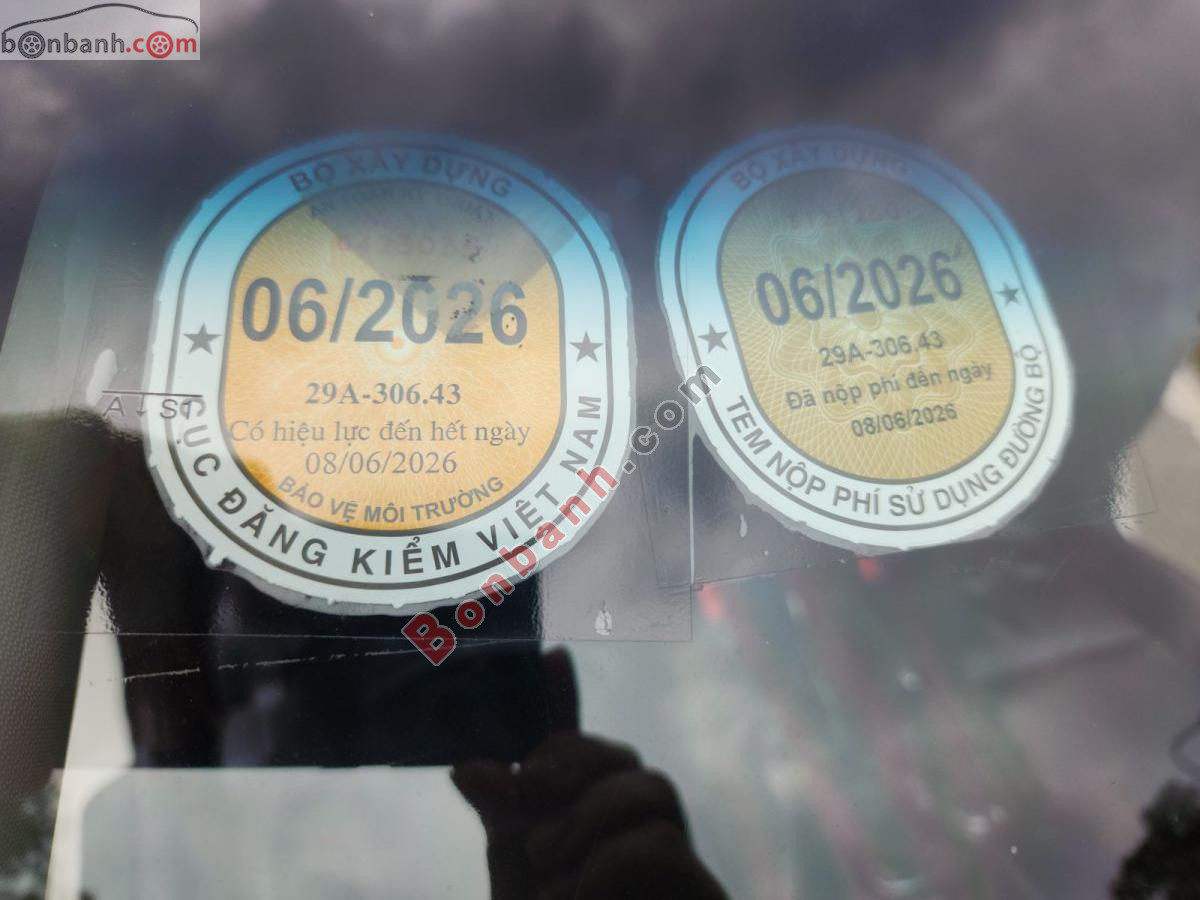 bonbanh.com
BỘ XÂY DỰNG
06/2026
29A-306.43
Có hiệu lực đến hết ngày
08/06/2026
BẢO VỆ MÔI TRƯỜNG
CỤC ĐĂNG KIỂM VIỆT NAM
BỘ XÂY DỰNG
06/2026
29A-306.43
Đã nộp phí đến ngày
08/06/2026
TEM NỘP PHÍ SỬ DỤNG ĐƯỜNG BỘ
Bonbanh.com